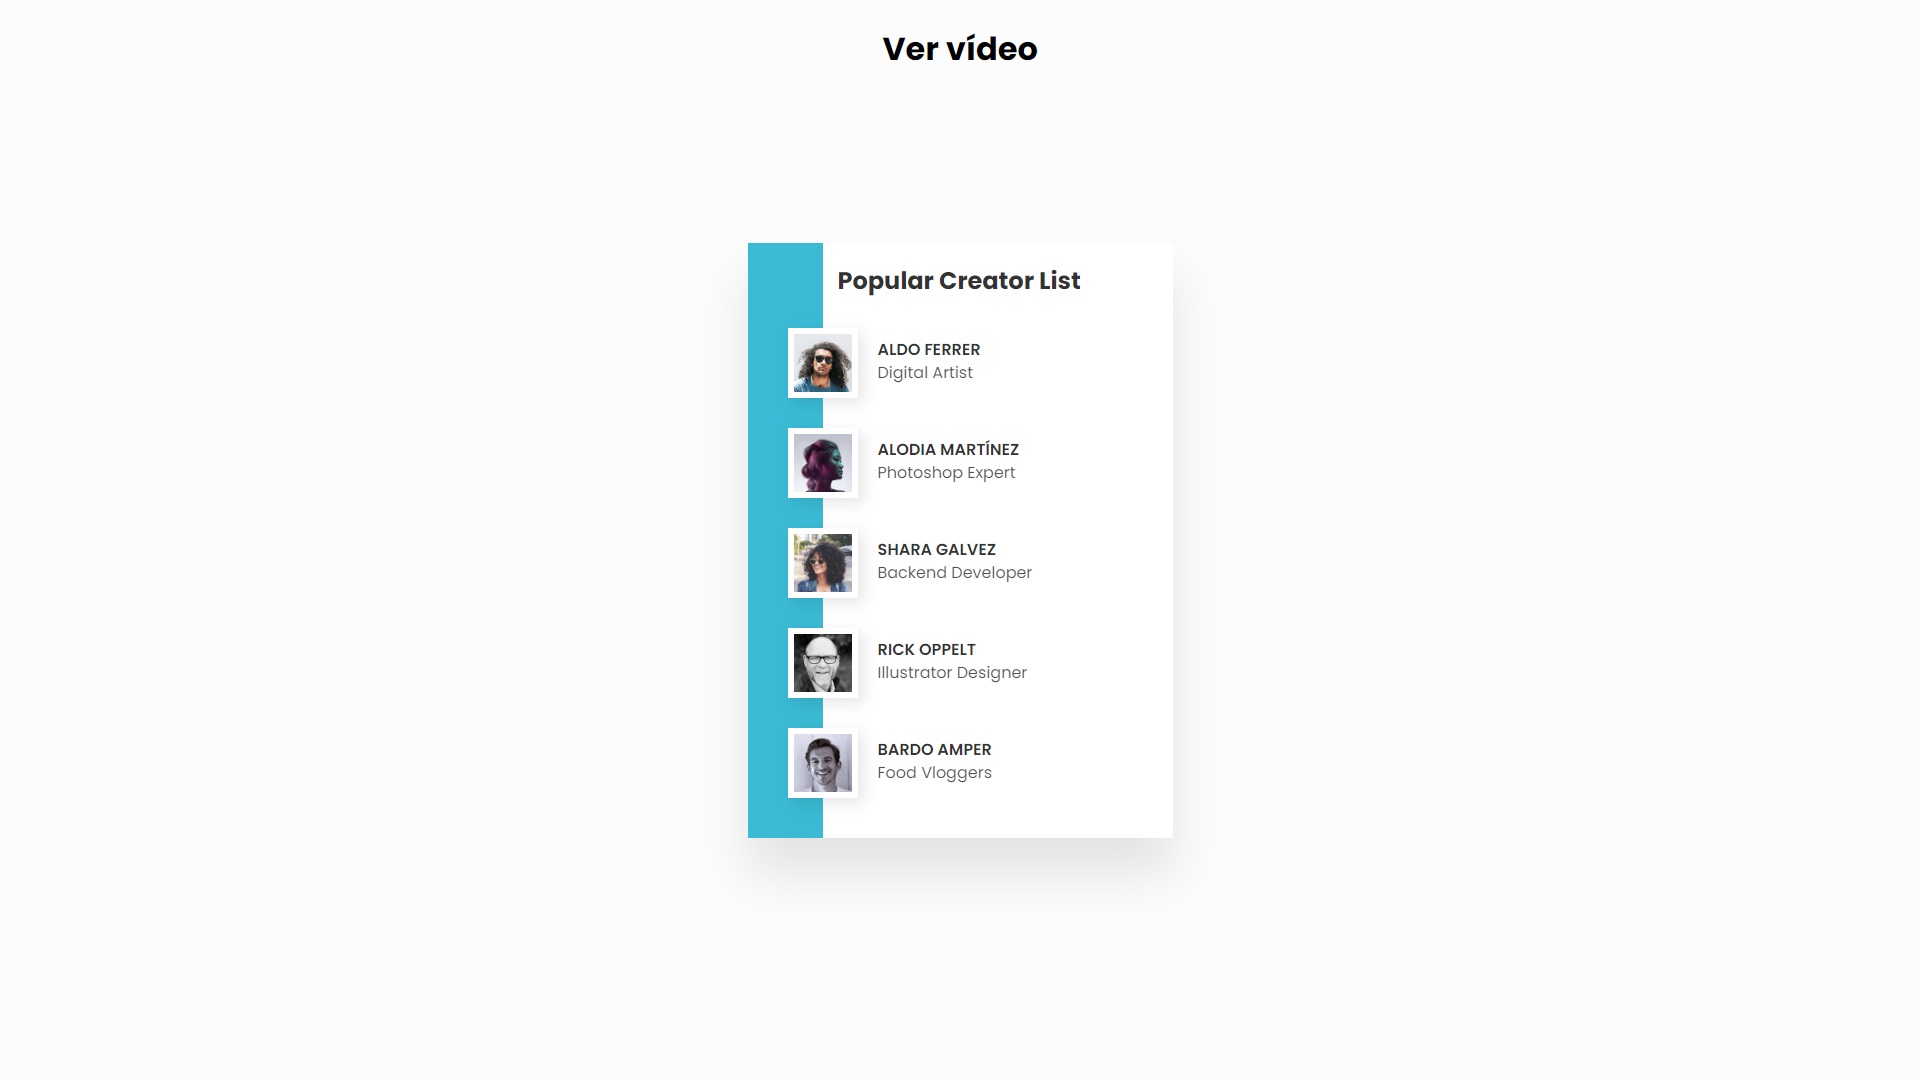 Ver vídeo
Popular Creator List
ALDO FERRER
Digital Artist
ALODIA MARTÍNEZ
Photoshop Expert
SHARA GALVEZ
Backend Developer
RICK OPPELT
Illustrator Designer
BARDO AMPER
Food Vloggers